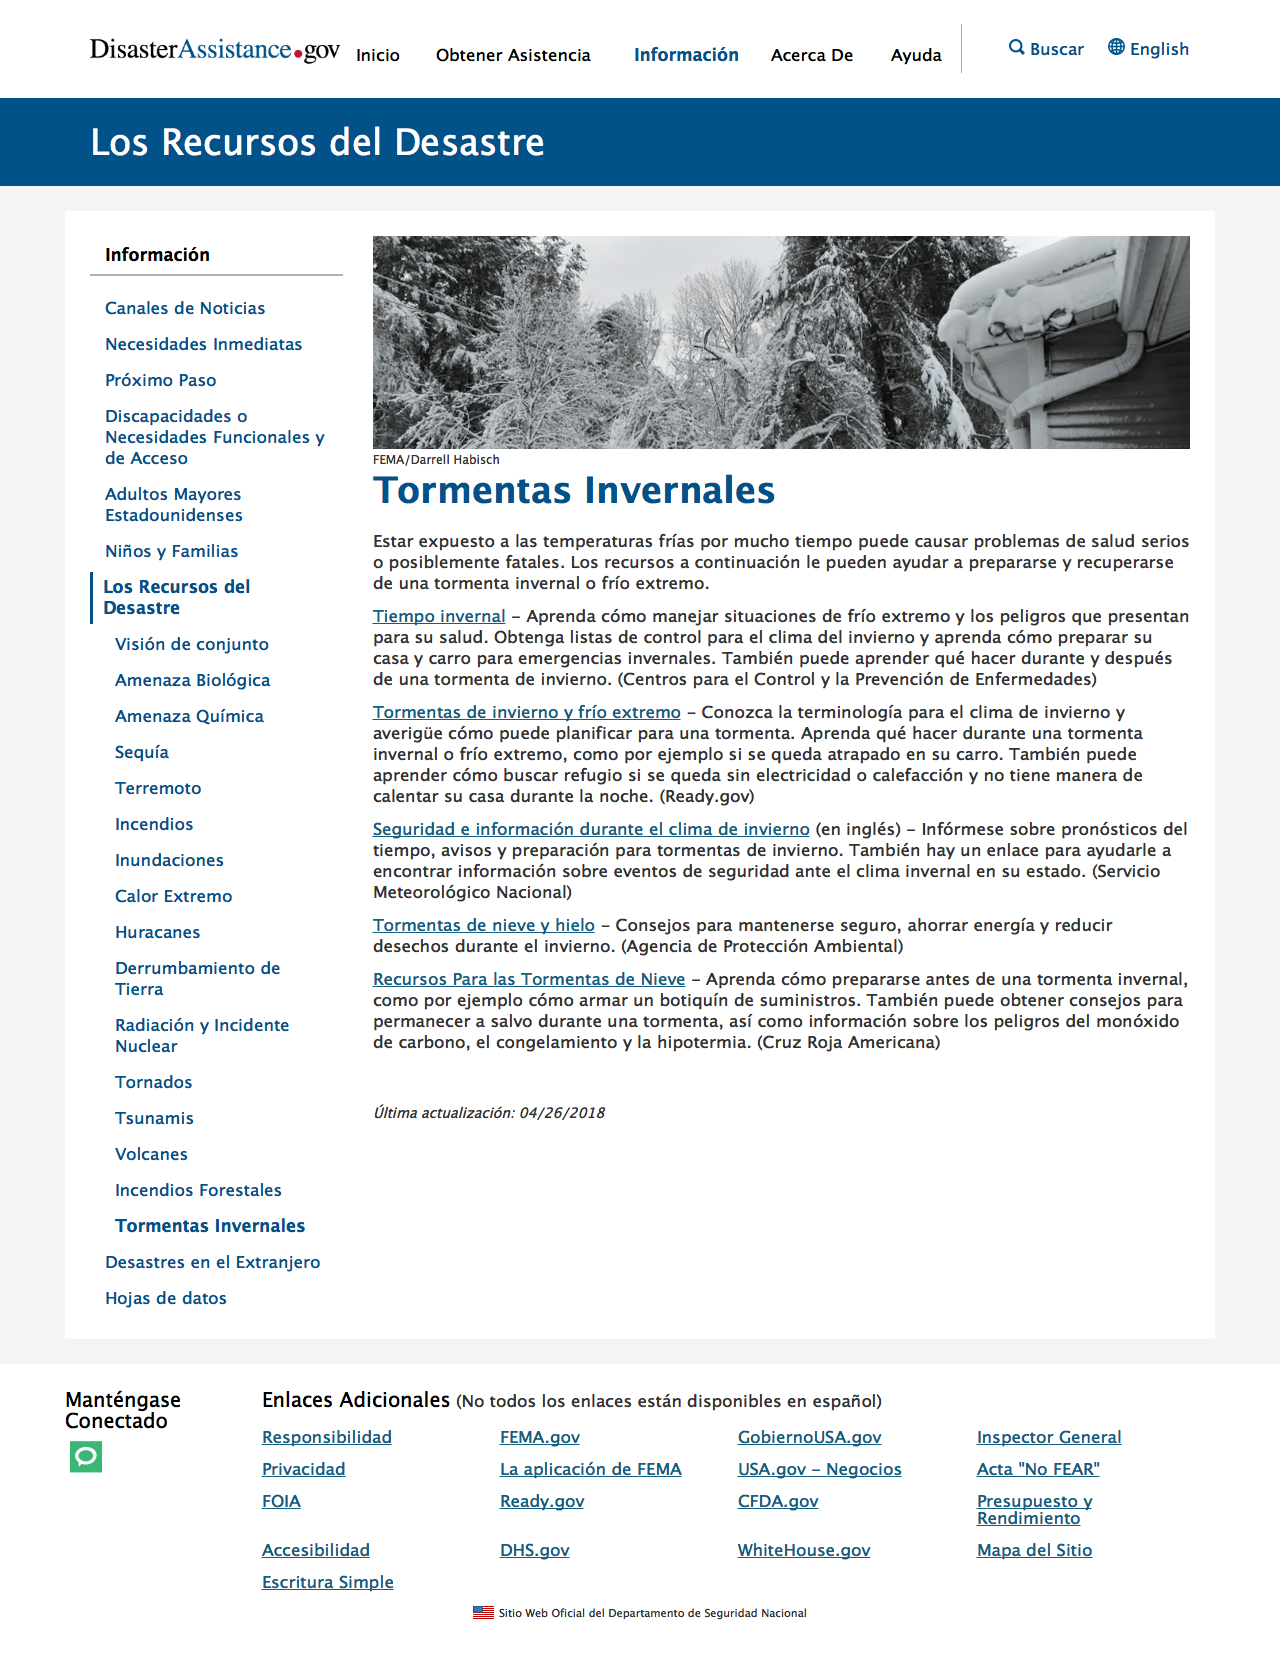 DisasterAssistance.gov
Inicio
Obtener Asistencia
Información
Acerca De
Ayuda
Buscar
English
Los Recursos del Desastre
Información
Canales de Noticias
Necesidades Inmediatas
Próximo Paso
Discapacidades o
Necesidades Funcionales y
de Acceso
Adultos Mayores
Estadounidenses
Niños y Familias
Los Recursos del
Desastre
Visión de conjunto
Amenaza Biológica
Amenaza Química
Sequía
Terremoto
Incendios
Inundaciones
Calor Extremo
Huracanes
Derrumbamiento de
Tierra
Radiación y Incidente
Nuclear
Tornados
Tsunamis
Volcanes
Incendios Forestales
Tormentas Invernales
Desastres en el Extranjero
Hojas de datos
FEMA/Darrell Habisch
Tormentas Invernales
Estar expuesto a las temperaturas frías por mucho tiempo puede causar problemas de salud serios
o posiblemente fatales. Los recursos a continuación le pueden ayudar a prepararse y recuperarse
de una tormenta invernal o frío extremo.
Tiempo invernal – Aprenda cómo manejar situaciones de frío extremo y los peligros que presentan
para su salud. Obtenga listas de control para el clima del invierno y aprenda cómo preparar su
casa y carro para emergencias invernales. También puede aprender qué hacer durante y después
de una tormenta de invierno. (Centros para el Control y la Prevención de Enfermedades)
Tormentas de invierno y frío extremo – Conozca la terminología para el clima de invierno y
averigüe cómo puede planificar para una tormenta. Aprenda qué hacer durante una tormenta
invernal o frío extremo, como por ejemplo si se queda atrapado en su carro. También puede
aprender cómo buscar refugio si se queda sin electricidad o calefacción y no tiene manera de
calentar su casa durante la noche. (Ready.gov)
Seguridad e información durante el clima de invierno (en inglés) – Infórmese sobre pronósticos del
tiempo, avisos y preparación para tormentas de invierno. También hay un enlace para ayudarle a
encontrar información sobre eventos de seguridad ante el clima invernal en su estado. (Servicio
Meteorológico Nacional)
Tormentas de nieve y hielo – Consejos para mantenerse seguro, ahorrar energía y reducir
desechos durante el invierno. (Agencia de Protección Ambiental)
Recursos Para las Tormentas de Nieve – Aprenda cómo prepararse antes de una tormenta invernal,
como por ejemplo cómo armar un botiquín de suministros. También puede obtener consejos para
permanecer a salvo durante una tormenta, así como información sobre los peligros del monóxido
de carbono, el congelamiento y la hipotermia. (Cruz Roja Americana)
Última actualización: 04/26/2018
Manténgase
Conectado
Enlaces Adicionales (No todos los enlaces están disponibles en español)
Responsibilidad
FEMA.gov
GobiernoUSA.gov
Inspector General
Privacidad
La aplicación de FEMA
USA.gov – Negocios
Acta "No FEAR"
FOIA
Ready.gov
CFDA.gov
Presupuesto y
Rendimiento
Accesibilidad
DHS.gov
WhiteHouse.gov
Mapa del Sitio
Escritura Simple
Sitio Web Oficial del Departamento de Seguridad Nacional